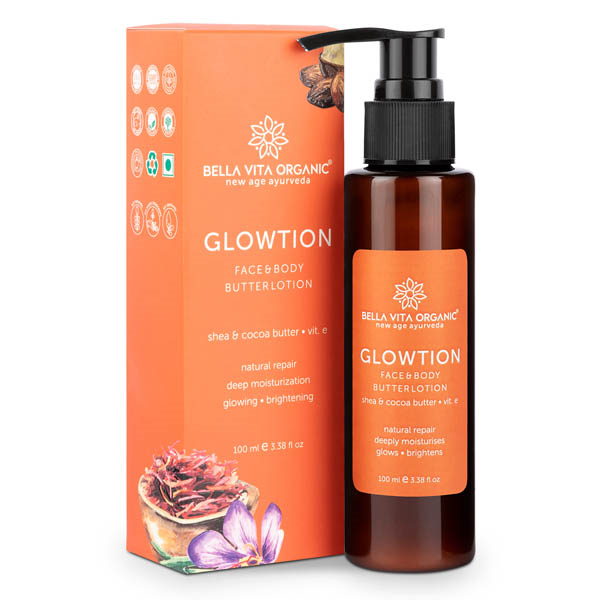 BELLA VITA ORGANIC®
new age ayurveda
GLOWTION
FACE & BODY
BUTTER LOTION
shea & cocoa butter • vit. e
natural repair
deep moisturization
glowing • brightening
100 ml e 3.38 fl oz
BELLA VITA ORGANIC®
new age ayurveda
GLOWTION
FACE & BODY
BUTTER LOTION
shea & cocoa butter • vit. e
natural repair
deeply moisturises
glows • brightens
100 ml e 3.38 fl oz